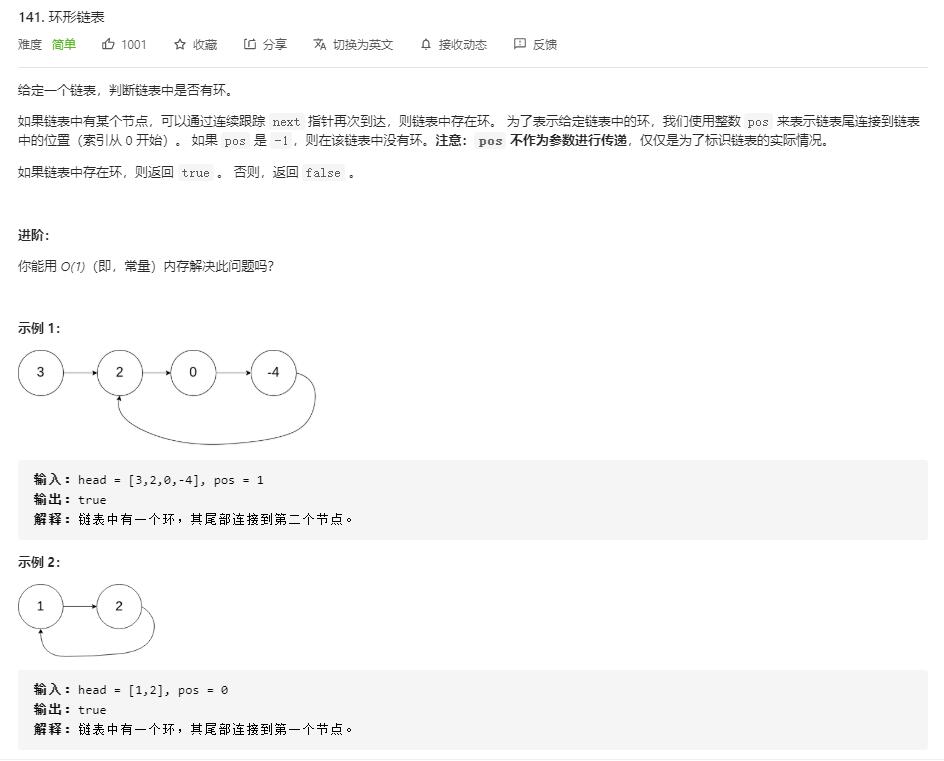 141. 环形链表
难度 简单 1001 收藏 分享 切换为英文 接收动态 反馈
给定一个链表，判断链表中是否有环。
如果链表中有某个节点，可以通过连续跟踪 next 指针再次到达，则链表中存在环。 为了表示给定链表中的环，我们使用整数 pos 来表示链表尾连接到链表
中的位置（索引从 0 开始）。 如果 pos 是 -1，则在该链表中没有环。注意：pos 不作为参数进行传递，仅仅是为了标识链表的实际情况。
如果链表中存在环，则返回 true 。 否则，返回 false 。
进阶：
你能用 O(1)（即，常量）内存解决此问题吗？
示例 1：
3 2 0 -4
输入：head = [3,2,0,-4], pos = 1
输出：true
解释：链表中有一个环，其尾部连接到第二个节点。
示例 2：
1 2
输入：head = [1,2], pos = 0
输出：true
解释：链表中有一个环，其尾部连接到第一个节点。